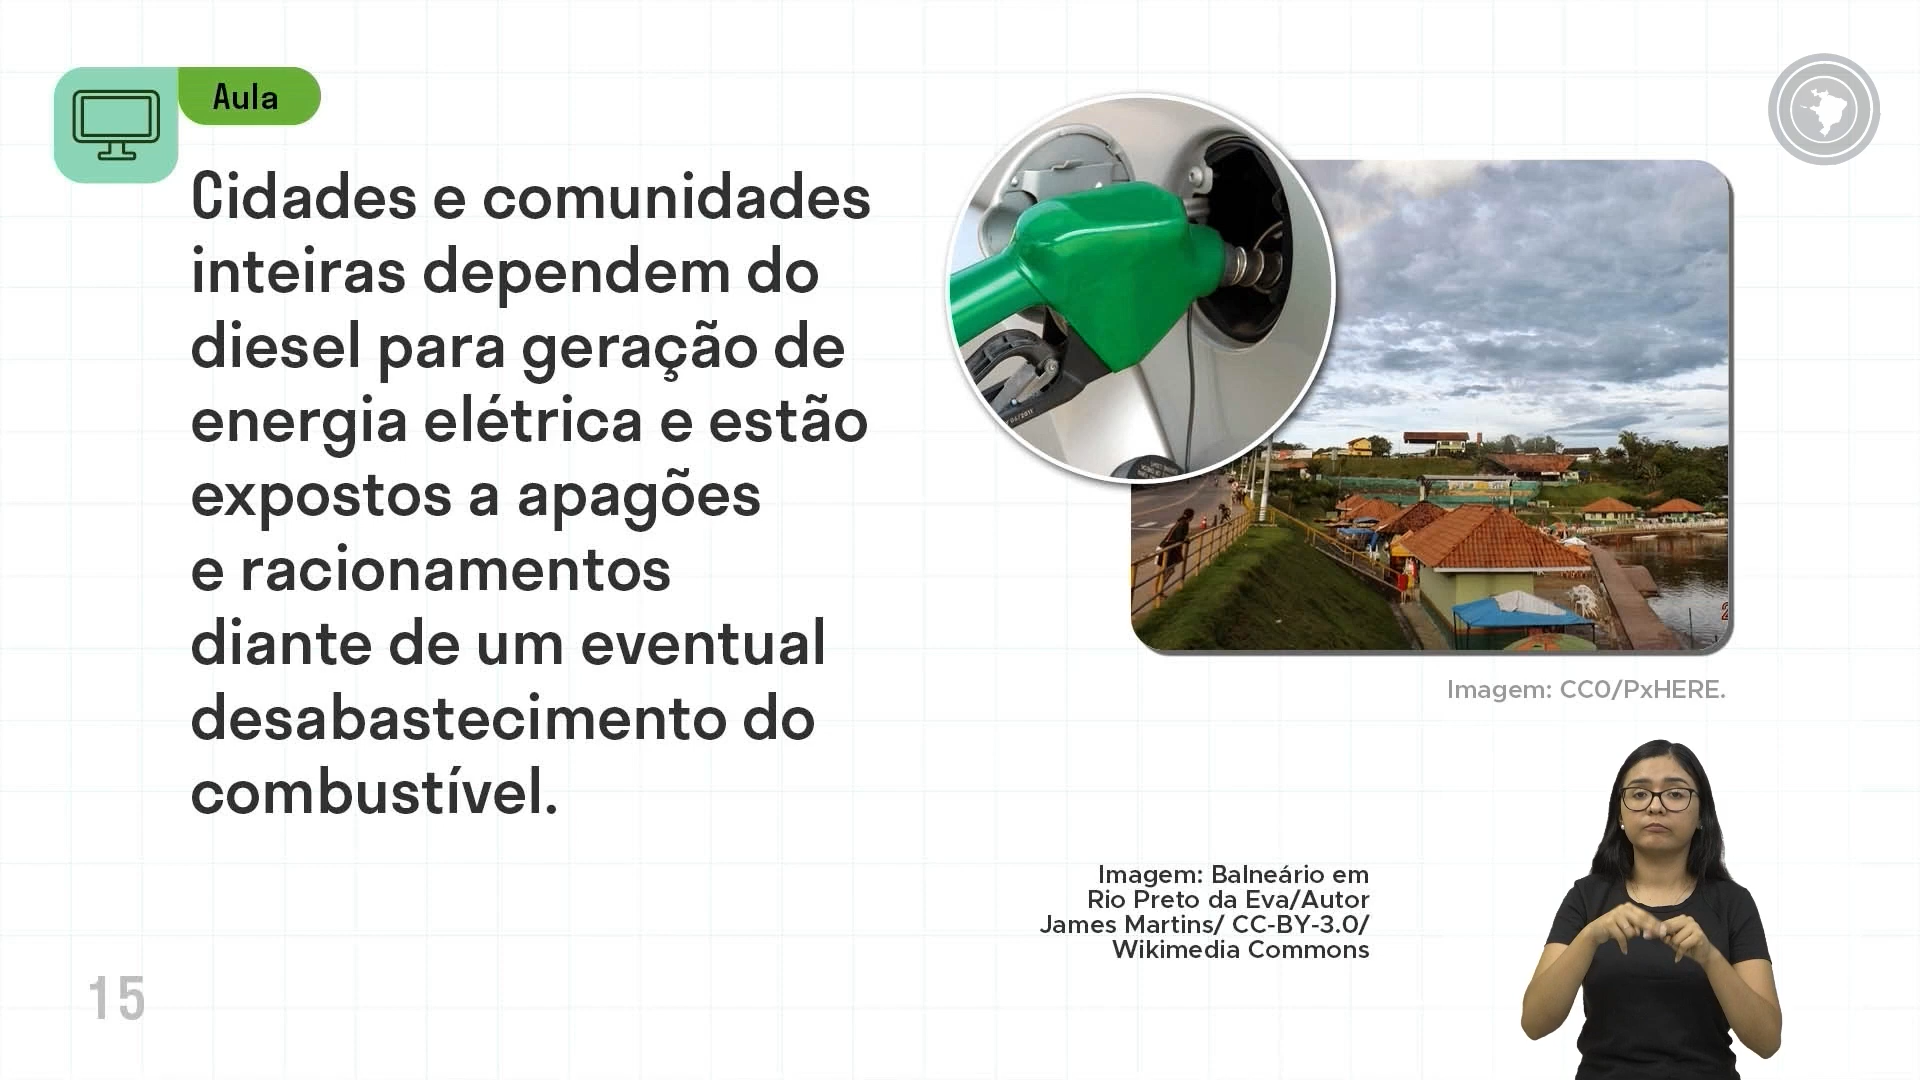 Aula
Cidades e comunidades
inteiras dependem do
diesel para geração de
energia elétrica e estão
expostos a apagões
e racionamentos
diante de um eventual
desabastecimento do
combustível.
Imagem: CC0/PxHERE.
Imagem: Balneário em
Rio Preto da Eva/Autor
James Martins/ CC-BY-3.0/
Wikimedia Commons
15